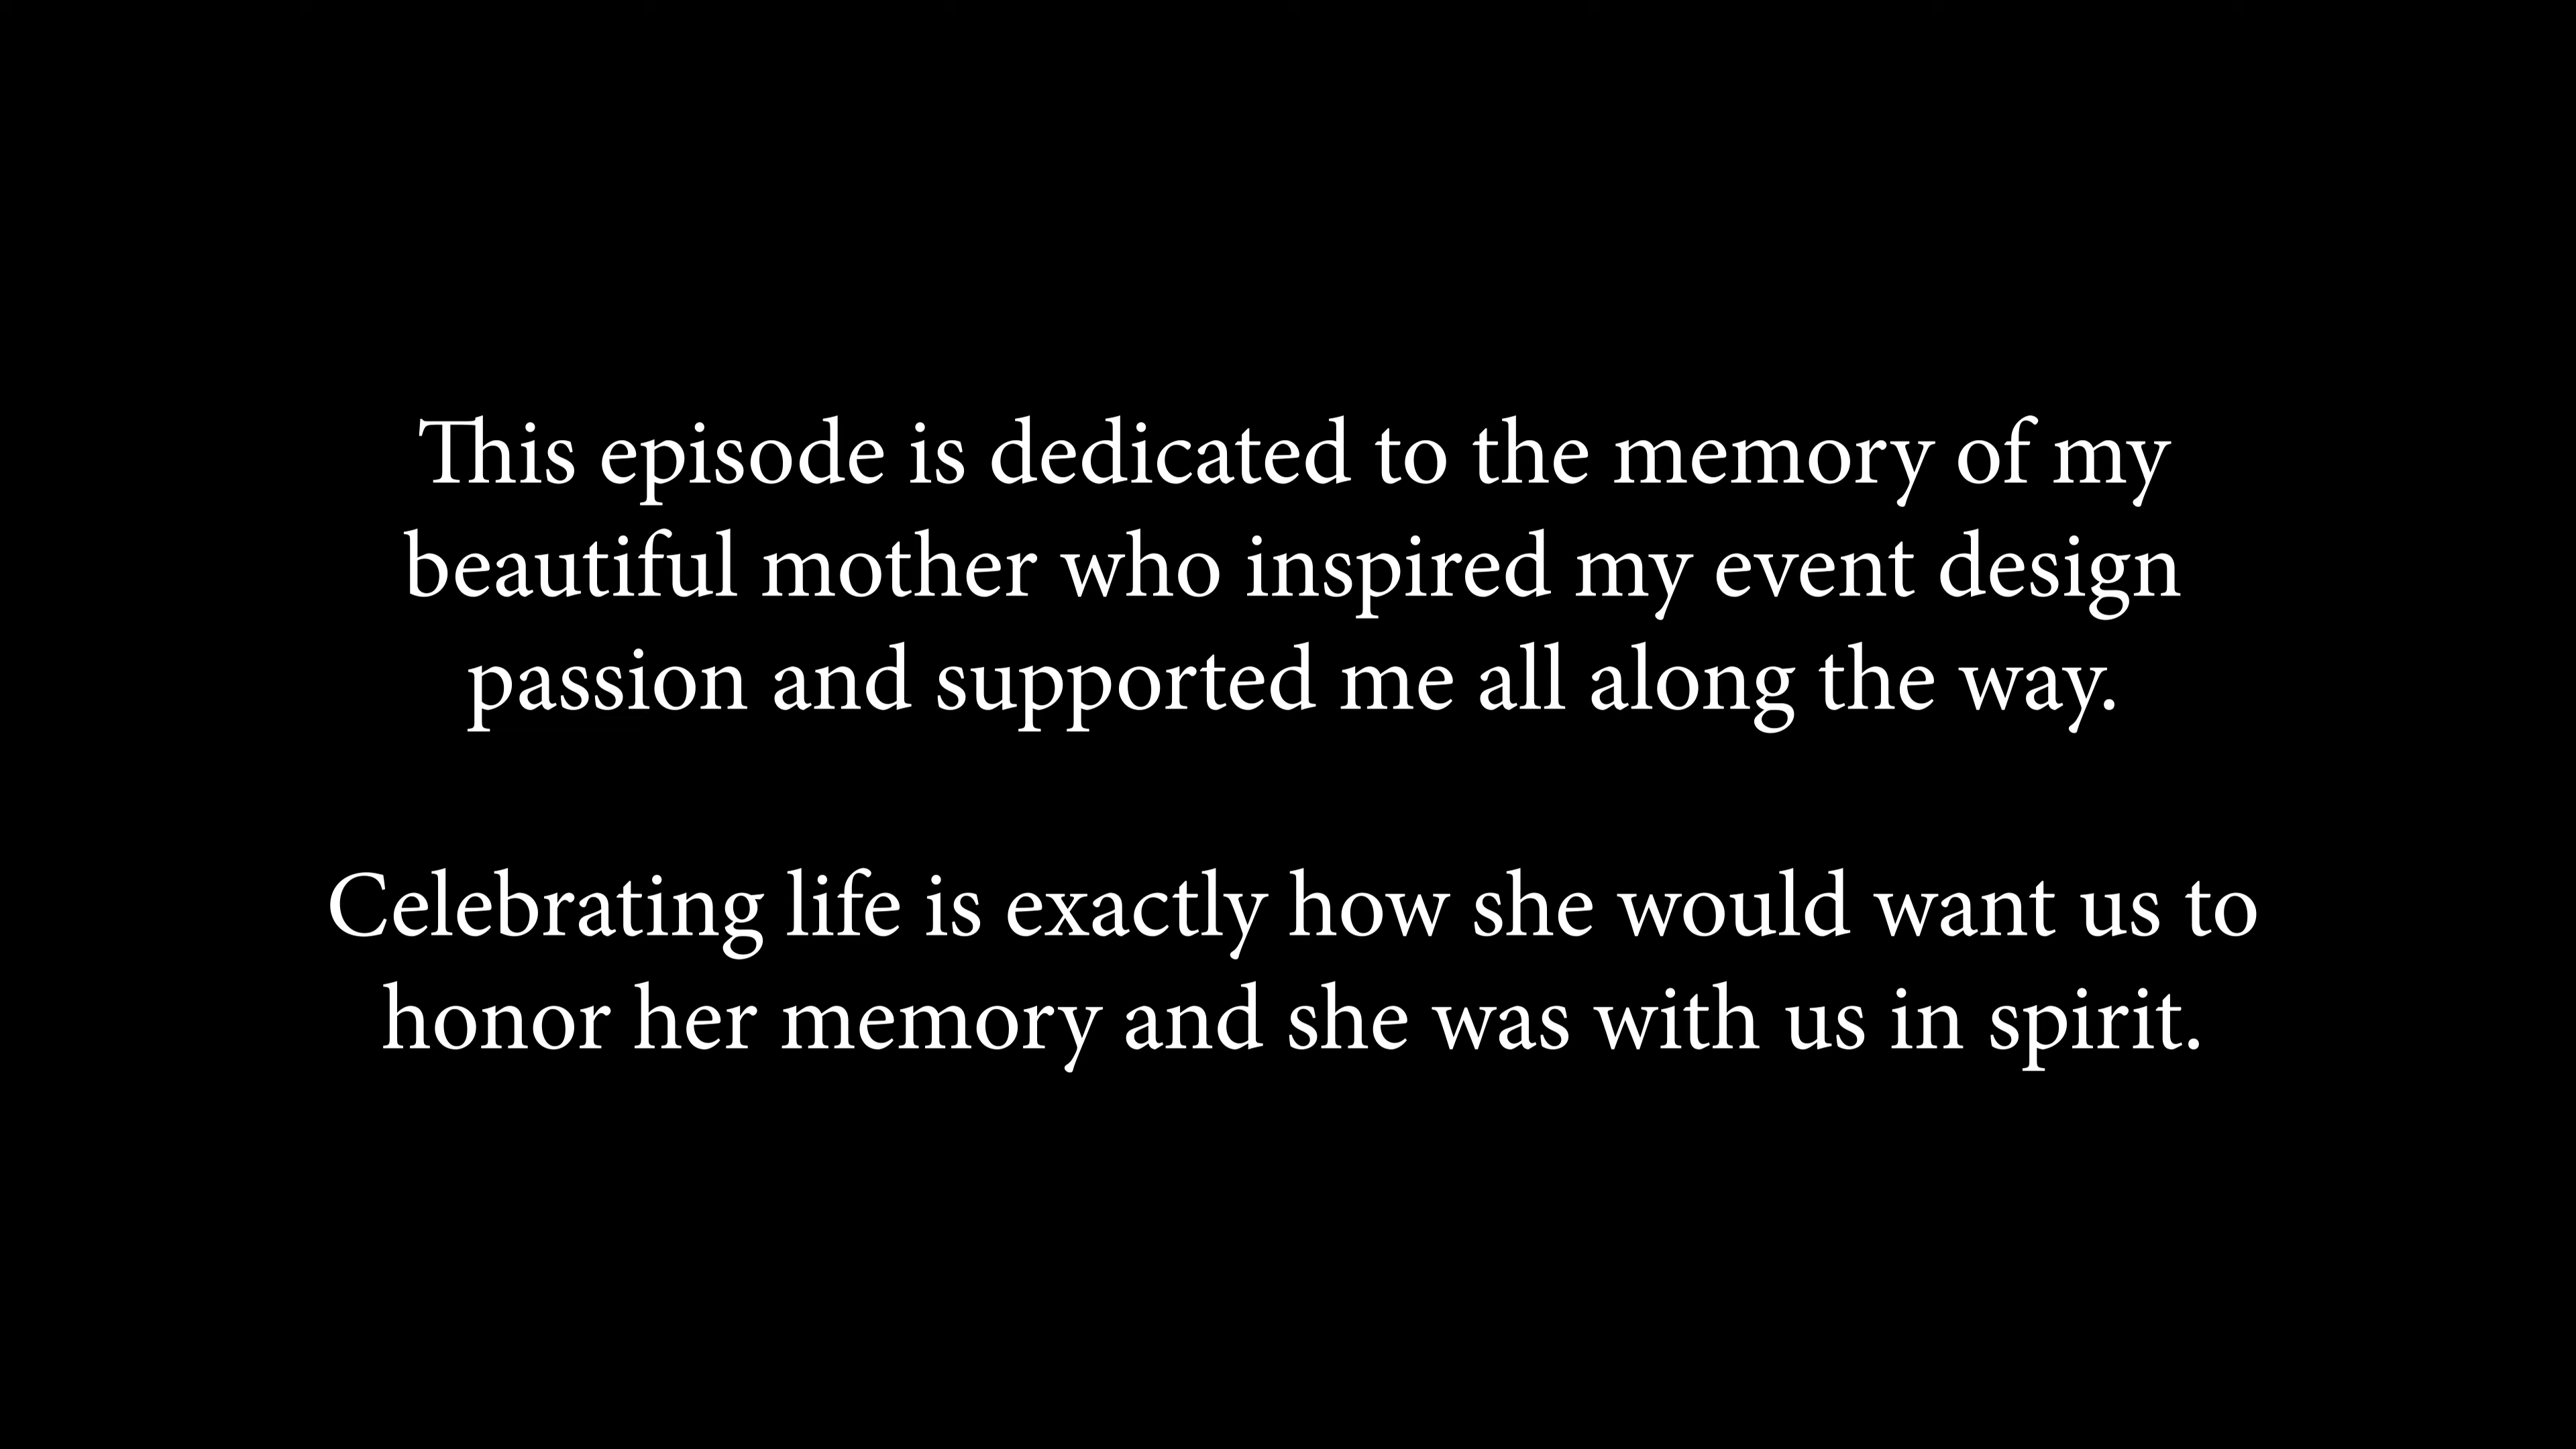 This episode is dedicated to the memory of my
beautiful mother who inspired my event design
passion and supported me all along the way.
Celebrating life is exactly how she would want us to
honor her memory and she was with us in spirit.